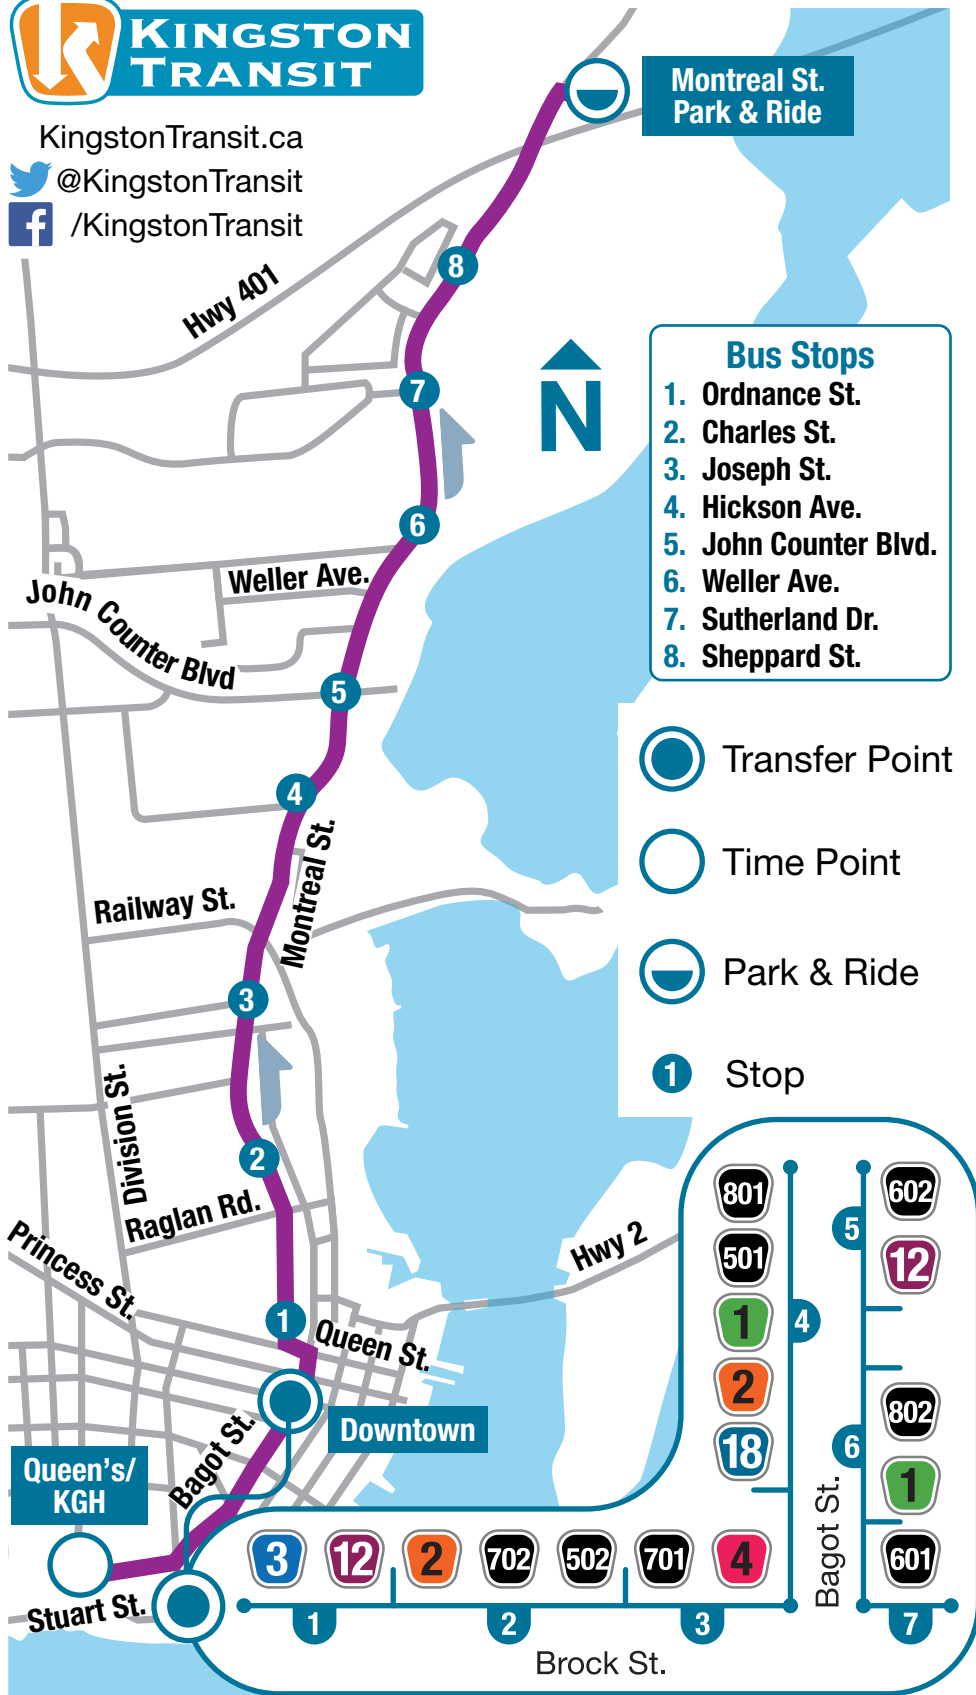 KINGSTON
TRANSIT
KingstonTransit.ca
@KingstonTransit
/KingstonTransit
Montreal St.
Park & Ride
Hwy 401
8
7
6
N
Bus Stops
1. Ordnance St.
2. Charles St.
3. Joseph St.
4. Hickson Ave.
5. John Counter Blvd.
6. Weller Ave.
7. Sutherland Dr.
8. Sheppard St.
Weller Ave.
John Counter Blvd
5
4
Transfer Point
Time Point
Park & Ride
1 Stop
Montreal St.
Railway St.
3
Division St.
2
Raglan Rd.
Princess St.
Hwy 2
1
Queen St.
Downtown
Bagot St.
Queen's/
KGH
Stuart St.
801
501
1
2
18
4
602
5
12
802
6
1
601
7
Bagot St.
3 12 2 702 502 701 4
1 2 3
Brock St.